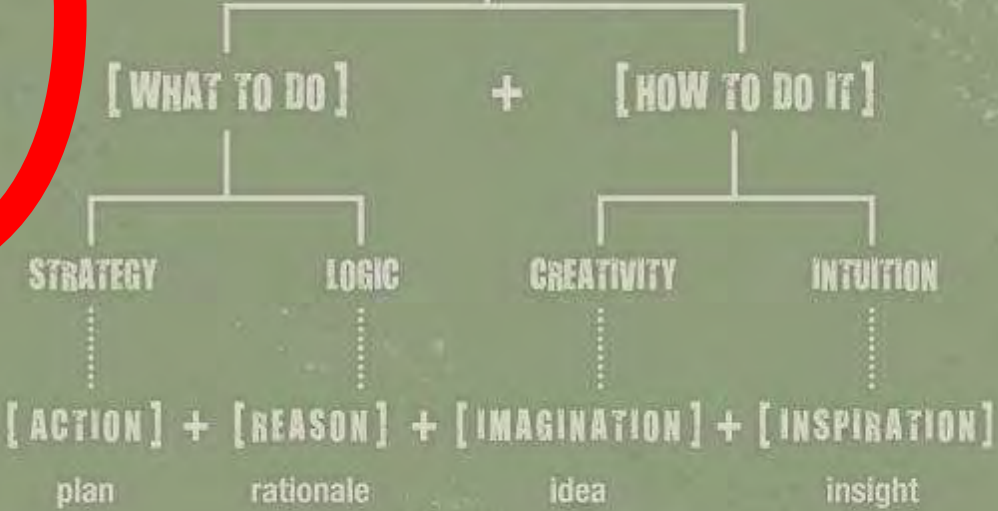 [WHAT TO DO] + [HOW TO DO IT]
STRATEGY LOGIC CREATIVITY INTUITION
[ACTION] + [REASON] + [IMAGINATION] + [INSPIRATION]
plan rationale idea insight